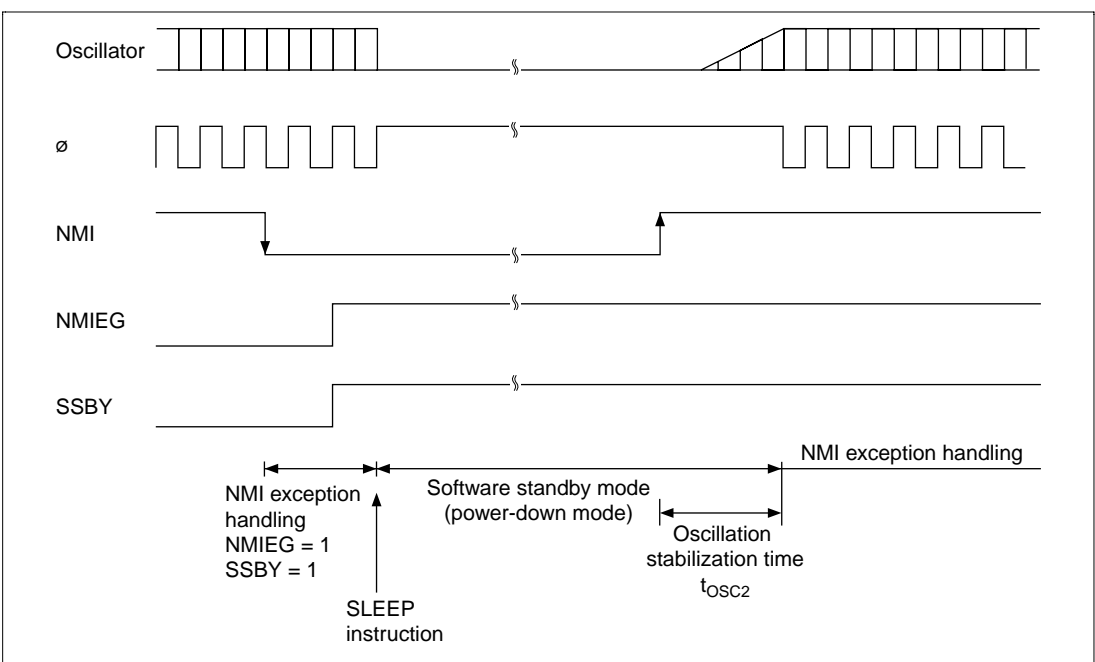 Oscillator
ø
NMI
NMIEG
SSBY
NMI exception handling
NMI exception
handling
NMIEG = 1
SSBY = 1
Software standby mode
(power-down mode)
Oscillation
stabilization time
tOSC2
SLEEP
instruction